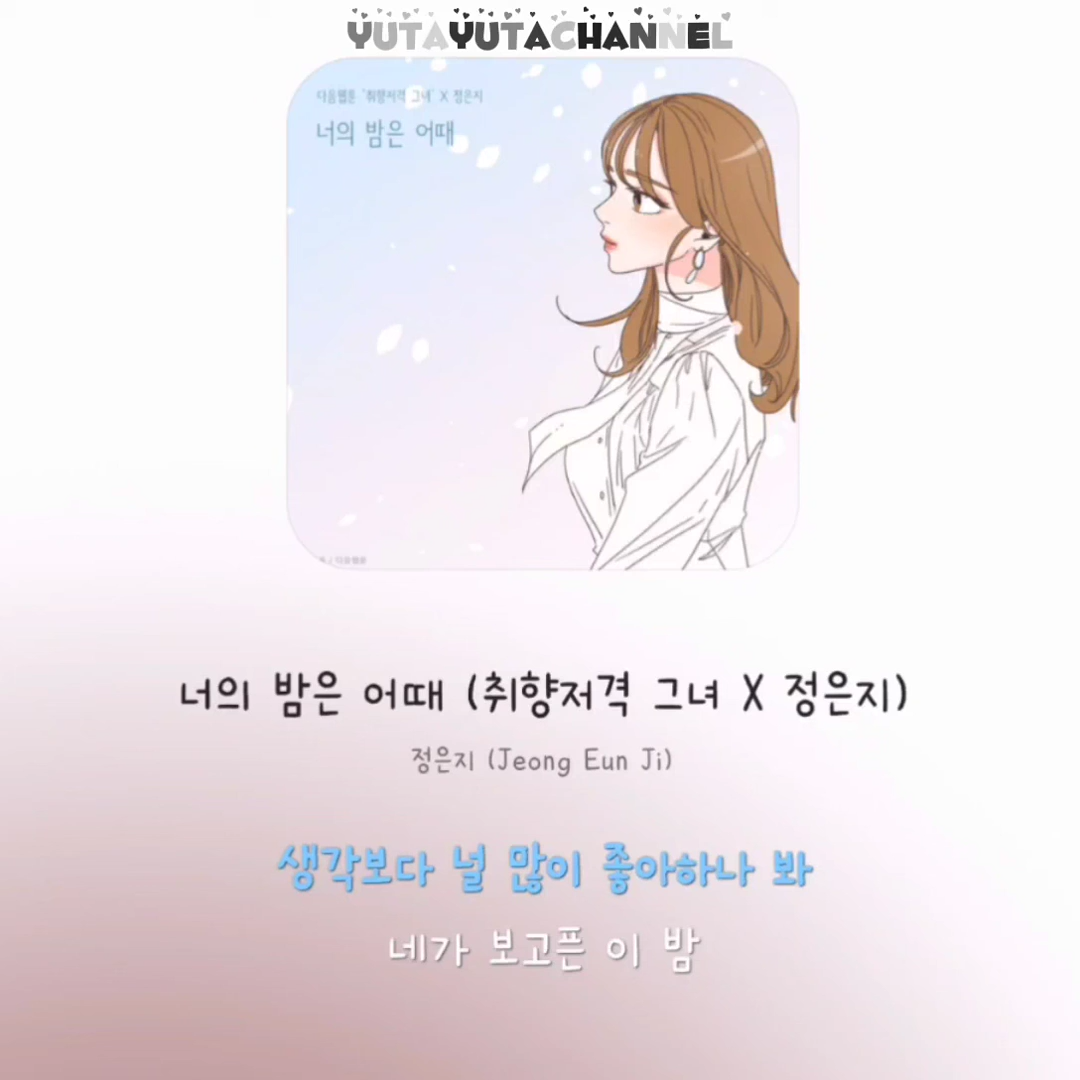 YUTAYUTACHANNEL
다음웹툰 '취향저격 그녀' X 정은지
너의 밤은 어때
너의 밤은 어때 (취향저격 그녀 X 정은지)
정은지 (Jeong Eun Ji)
생각보다 널 많이 좋아하나 봐
네가 보고픈 이 밤